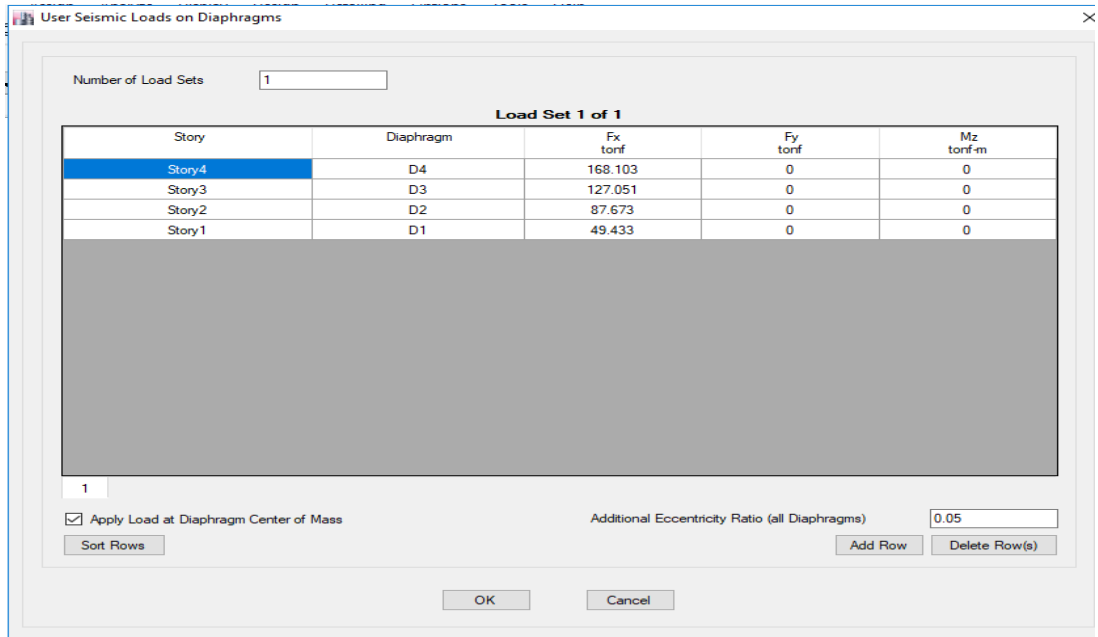 User Seismic Loads on Diaphragms
Number of Load Sets 1
Load Set 1 of 1
Story Diaphragm Fx tonf Fy tonf Mz tonf-m
Story4 D4 168.103 0 0
Story3 D3 127.051 0 0
Story2 D2 87.673 0 0
Story1 D1 49.433 0 0
1
Apply Load at Diaphragm Center of Mass Additional Eccentricity Ratio (all Diaphragms) 0.05
Sort Rows Add Row Delete Row(s)
OK Cancel